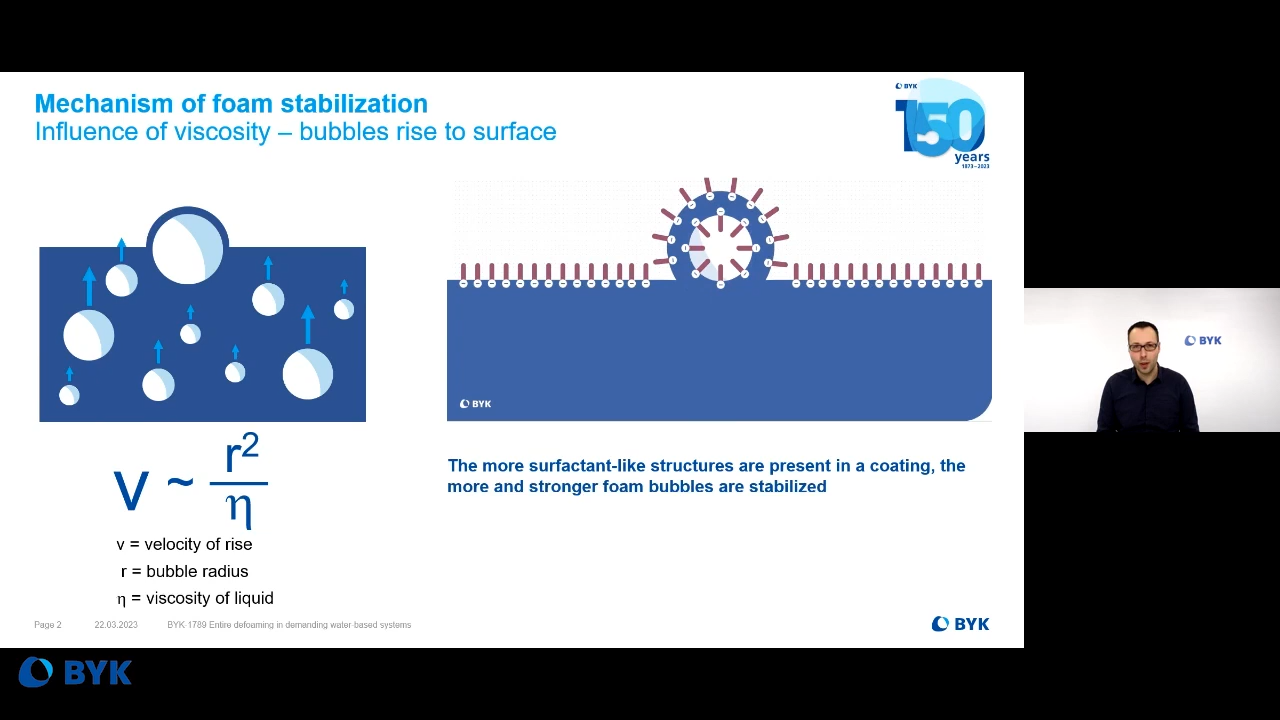 Mechanism of foam stabilization
Influence of viscosity – bubbles rise to surface
BYK
150
years
1873–2023
BYK
v ~ r²/η
v = velocity of rise
r = bubble radius
η = viscosity of liquid
The more surfactant-like structures are present in a coating, the
more and stronger foam bubbles are stabilized
BYK
Page 2 22.03.2023 BYK-1789 Entire defoaming in demanding water-based systems
BYK
BYK